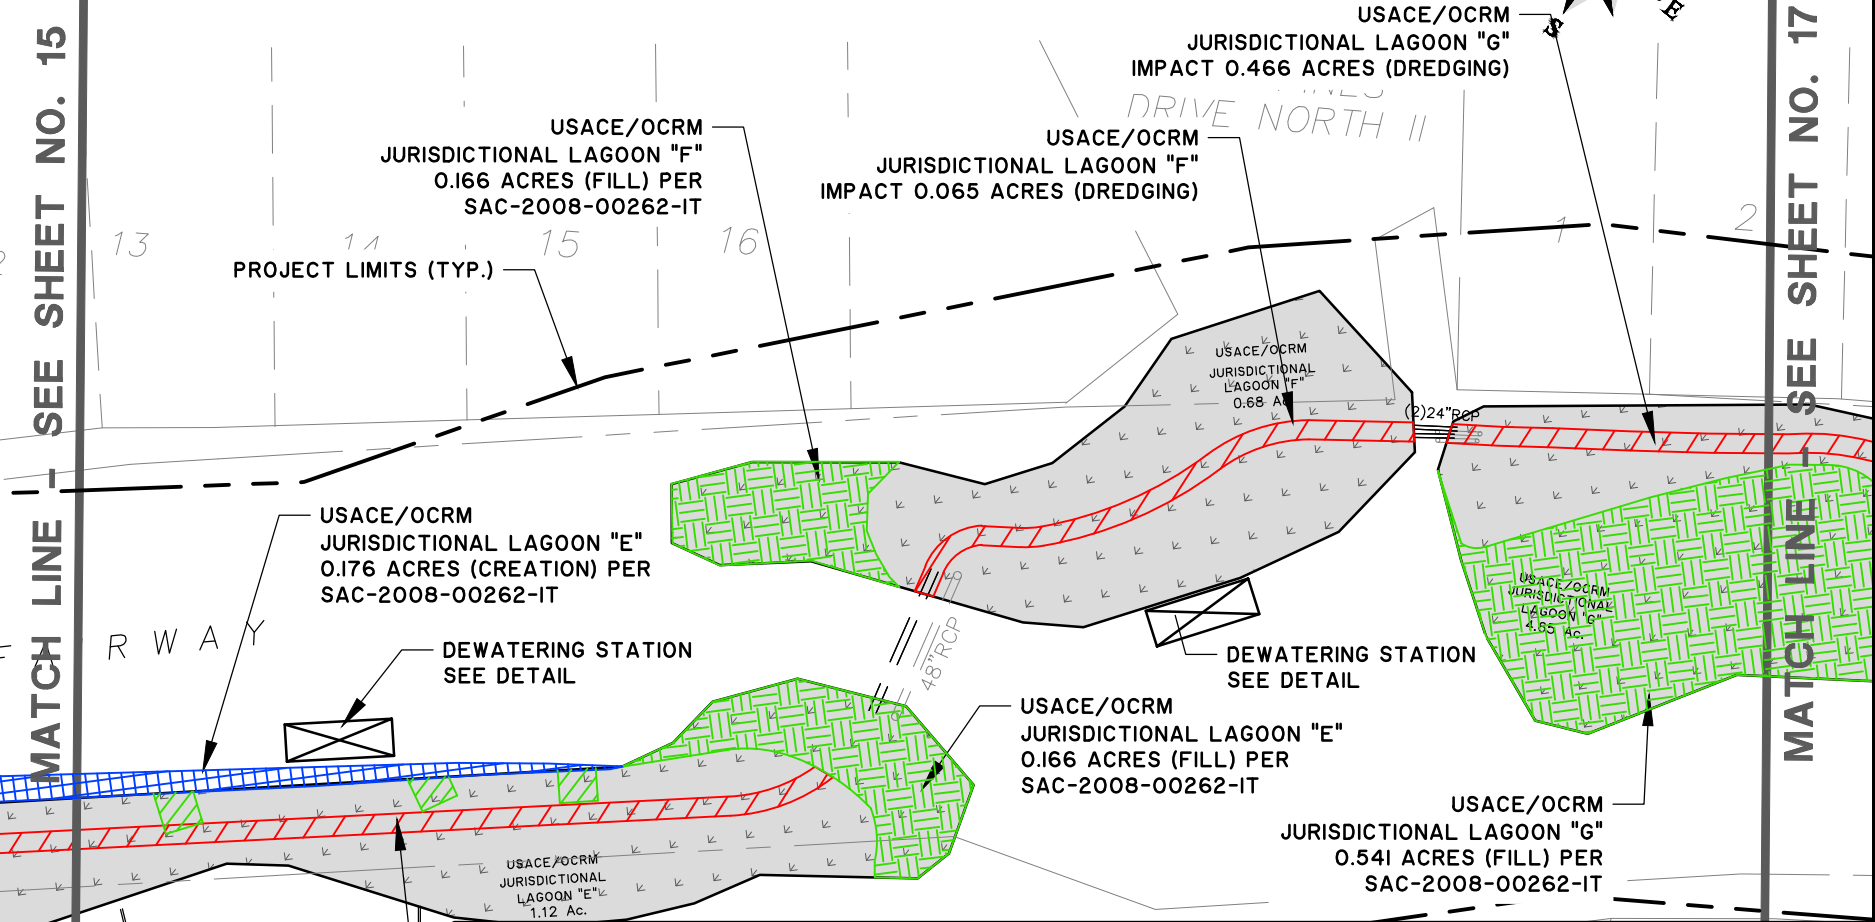 MATCH LINE - SEE SHEET NO. 15
USACE/OCRM
JURISDICTIONAL LAGOON "G"
IMPACT 0.466 ACRES (DREDGING)
S
E
DRIVE NORTH II
USACE/OCRM
JURISDICTIONAL LAGOON "F"
0.166 ACRES (FILL) PER
SAC-2008-00262-IT
USACE/OCRM
JURISDICTIONAL LAGOON "F"
IMPACT 0.065 ACRES (DREDGING)
13
14
15
16
1
2
PROJECT LIMITS (TYP.)
USACE/OCRM
JURISDICTIONAL
LAGOON "F"
0.68 Ac.
(2)24"RCP
USACE/OCRM
JURISDICTIONAL LAGOON "E"
0.176 ACRES (CREATION) PER
SAC-2008-00262-IT
RWAY
DEWATERING STATION
SEE DETAIL
48"RCP
DEWATERING STATION
SEE DETAIL
USACE/OCRM
JURISDICTIONAL
LAGOON "G"
4.65 Ac.
USACE/OCRM
JURISDICTIONAL LAGOON "E"
0.166 ACRES (FILL) PER
SAC-2008-00262-IT
USACE/OCRM
JURISDICTIONAL LAGOON "G"
0.541 ACRES (FILL) PER
SAC-2008-00262-IT
USACE/OCRM
JURISDICTIONAL
LAGOON "E"
1.12 Ac.
MATCH LINE - SEE SHEET NO. 17